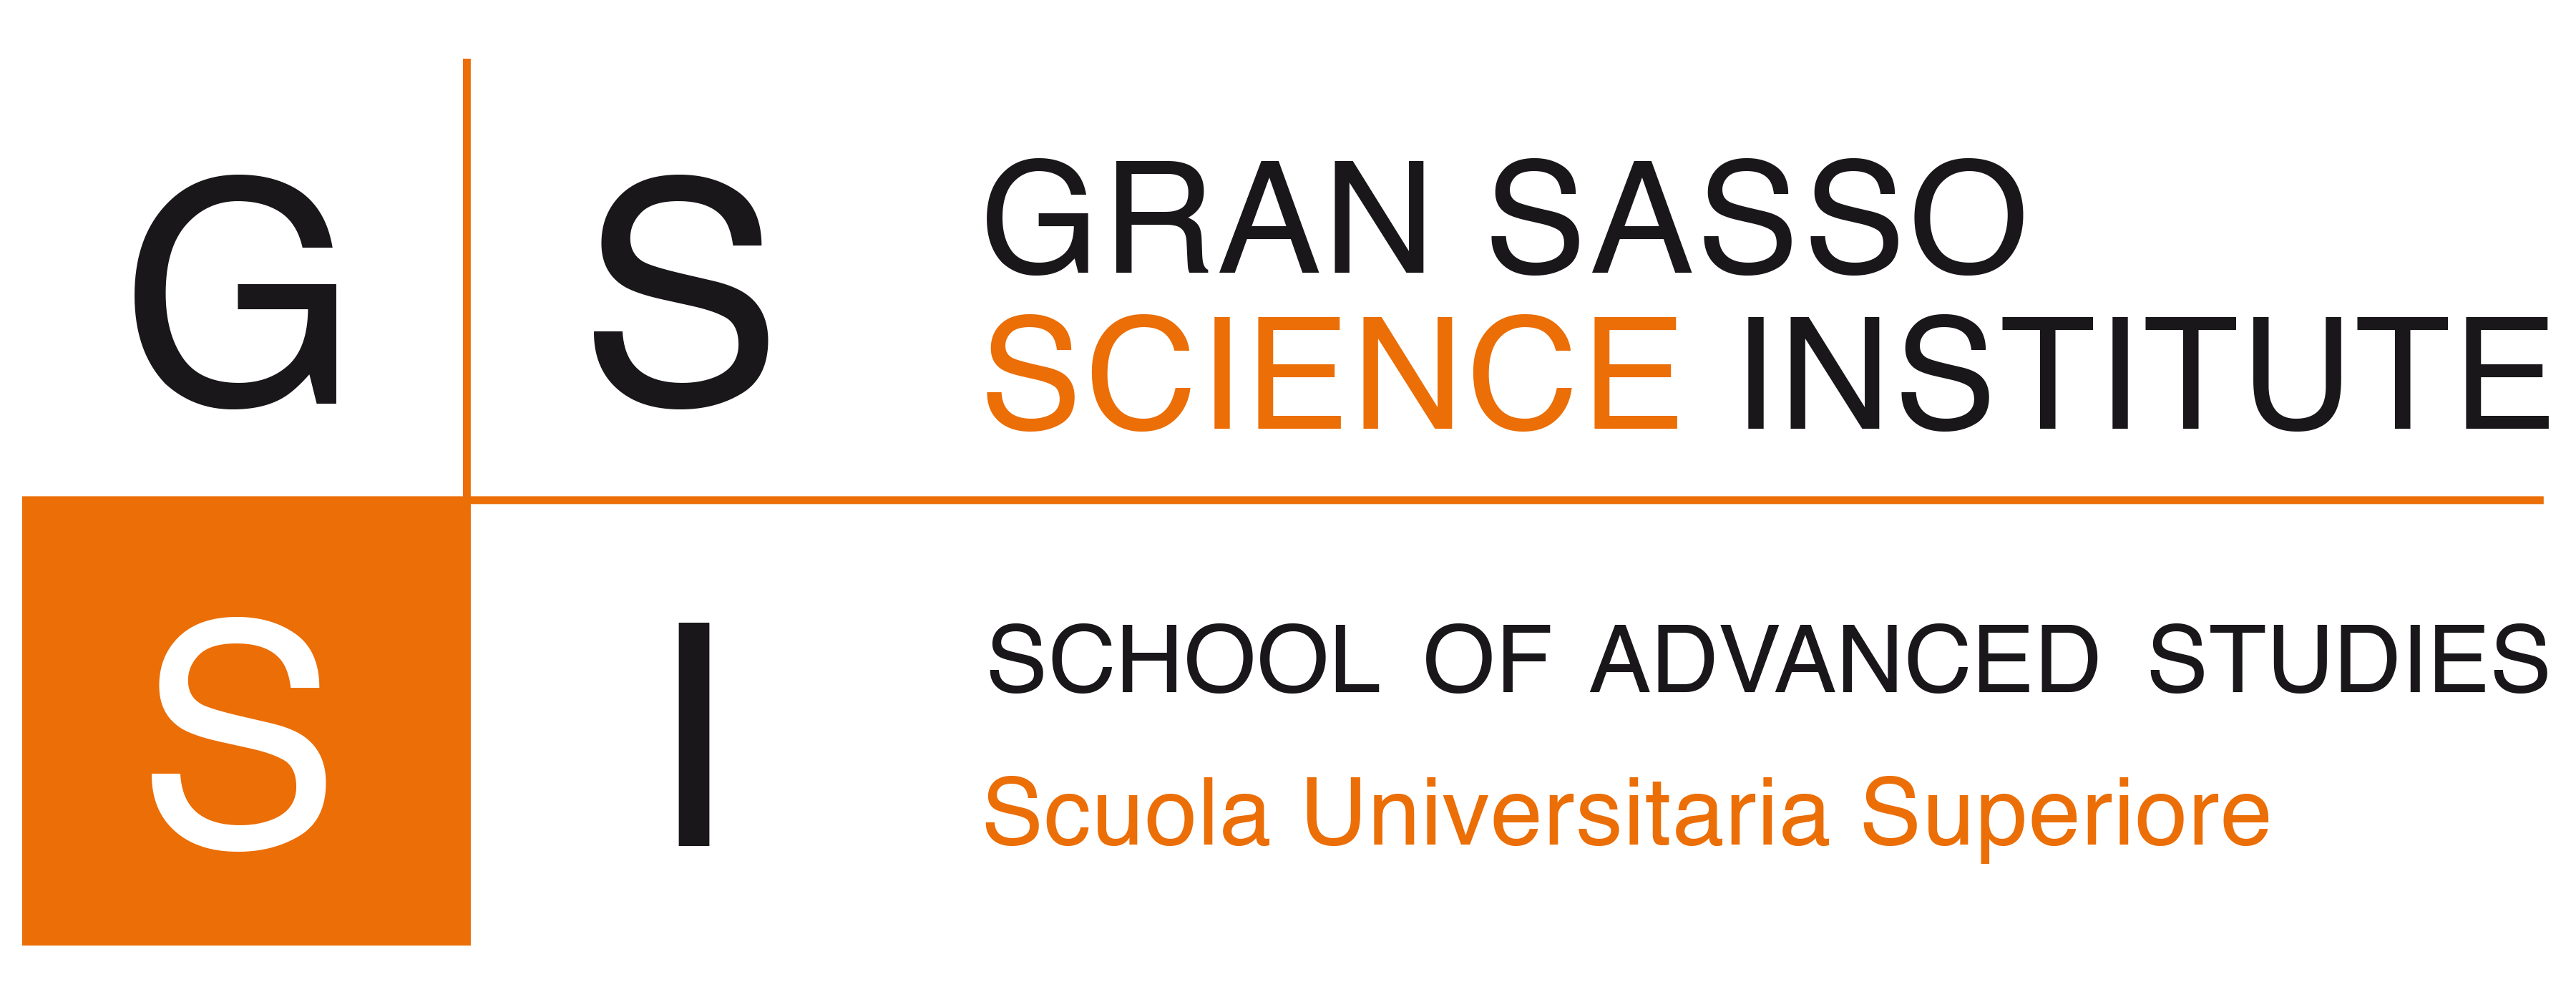 G S
S I
GRAN SASSO
SCIENCE INSTITUTE
SCHOOL OF ADVANCED STUDIES
Scuola Universitaria Superiore